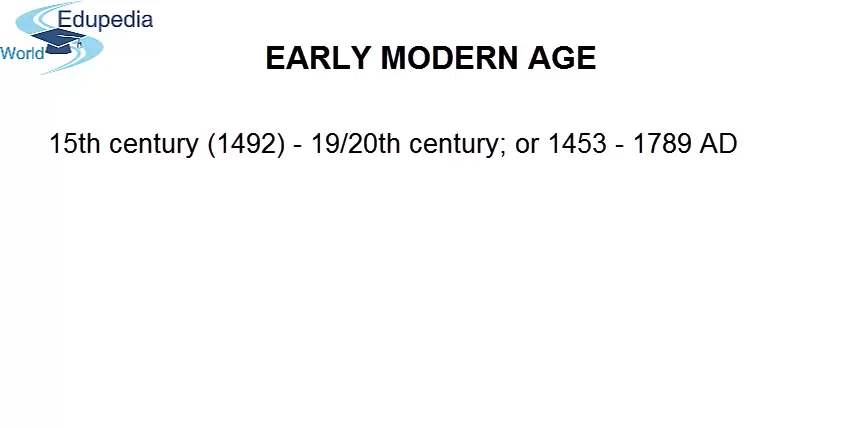 Edupedia
World
EARLY MODERN AGE
15th century (1492) - 19/20th century; or 1453 - 1789 AD